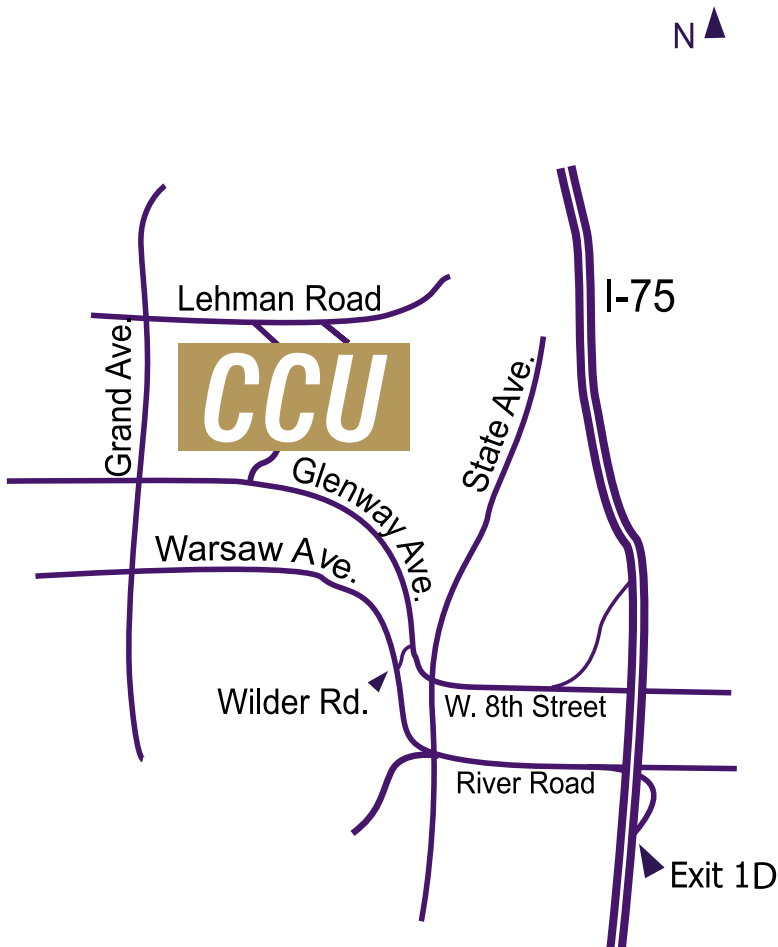 N
I-75
Lehman Road
Grand Ave.
CCU
State Ave.
Glenway Ave.
Warsaw Ave.
Wilder Rd.
W. 8th Street
River Road
Exit 1D